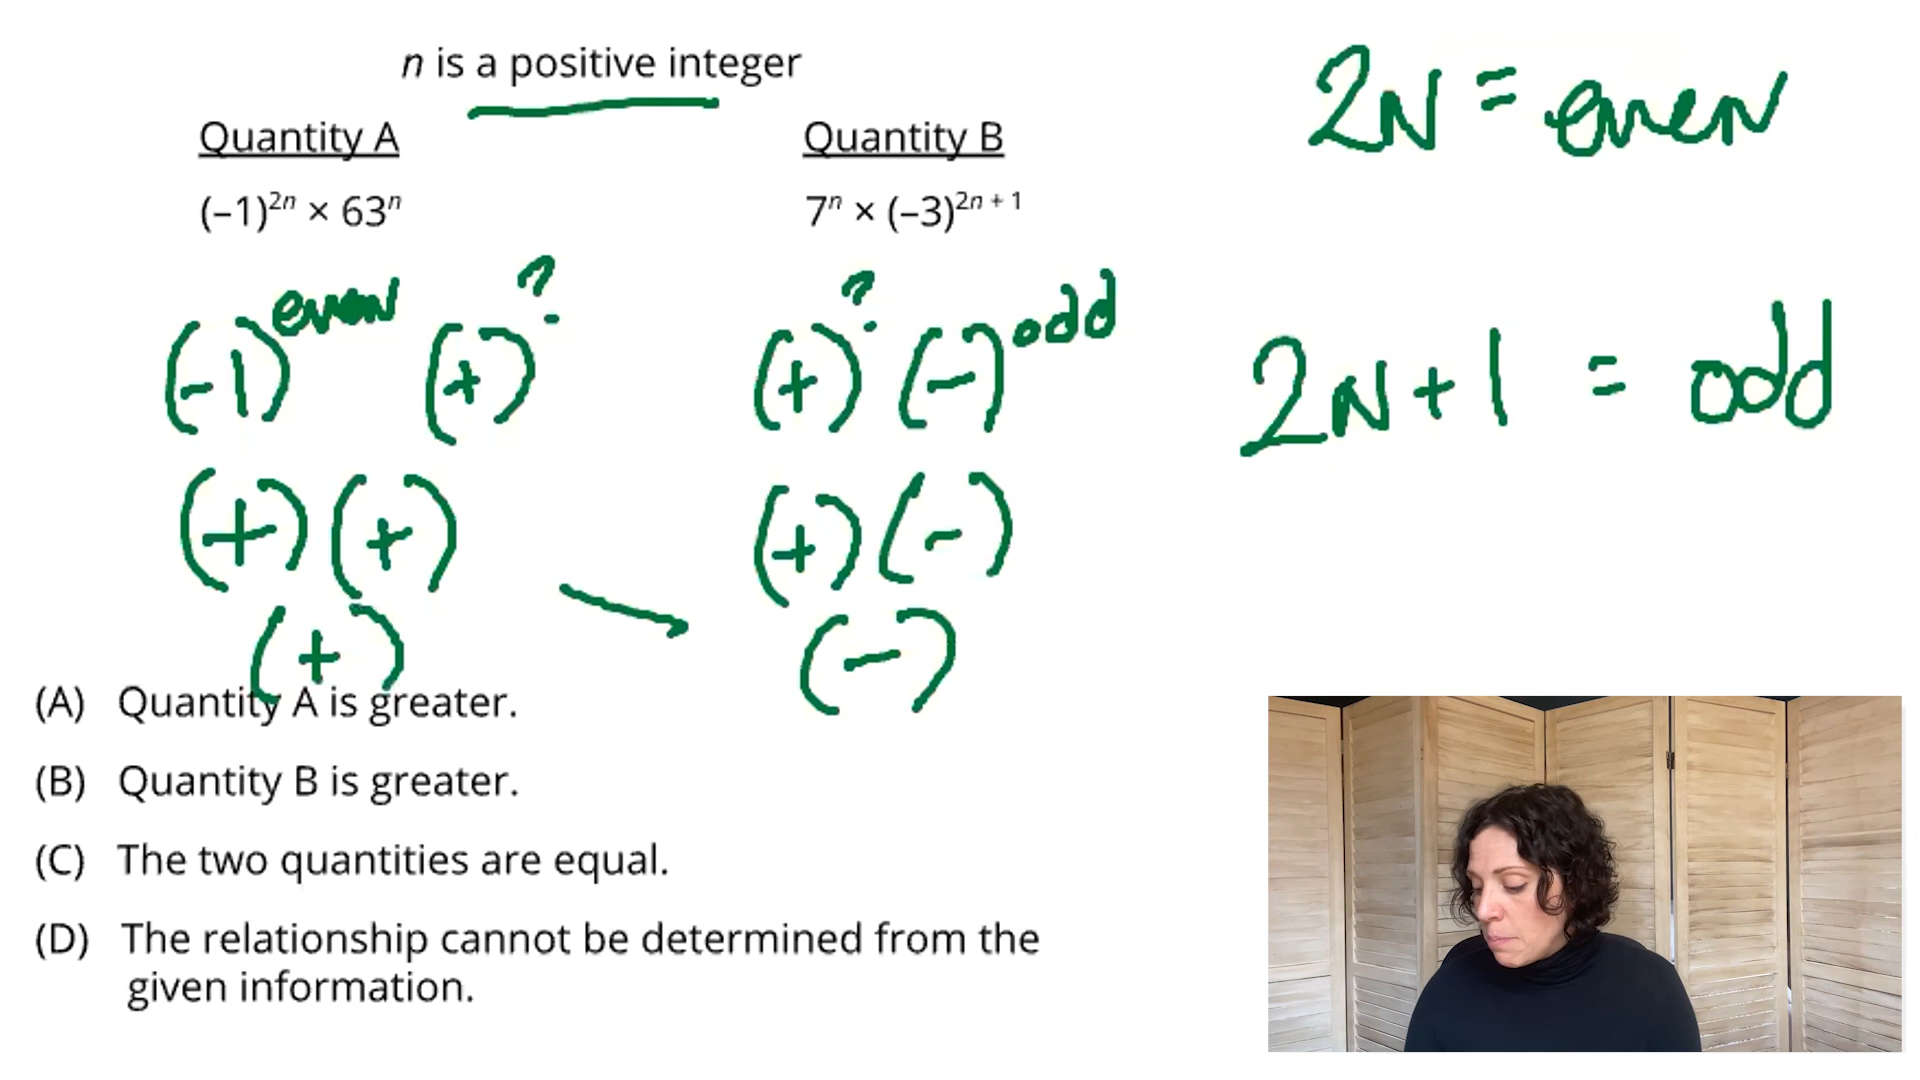 n is a positive integer
2N = even
Quantity A Quantity B
(–1)²ⁿ × 63ⁿ 7ⁿ × (–3)²ⁿ ⁺ ¹
(-1)^even (+)^? (+)^? (-)^odd
2N+1 = odd
(+)(+) (+)(-)
(+) (-)
(A) Quantity A is greater.
(B) Quantity B is greater.
(C) The two quantities are equal.
(D) The relationship cannot be determined from the
given information.